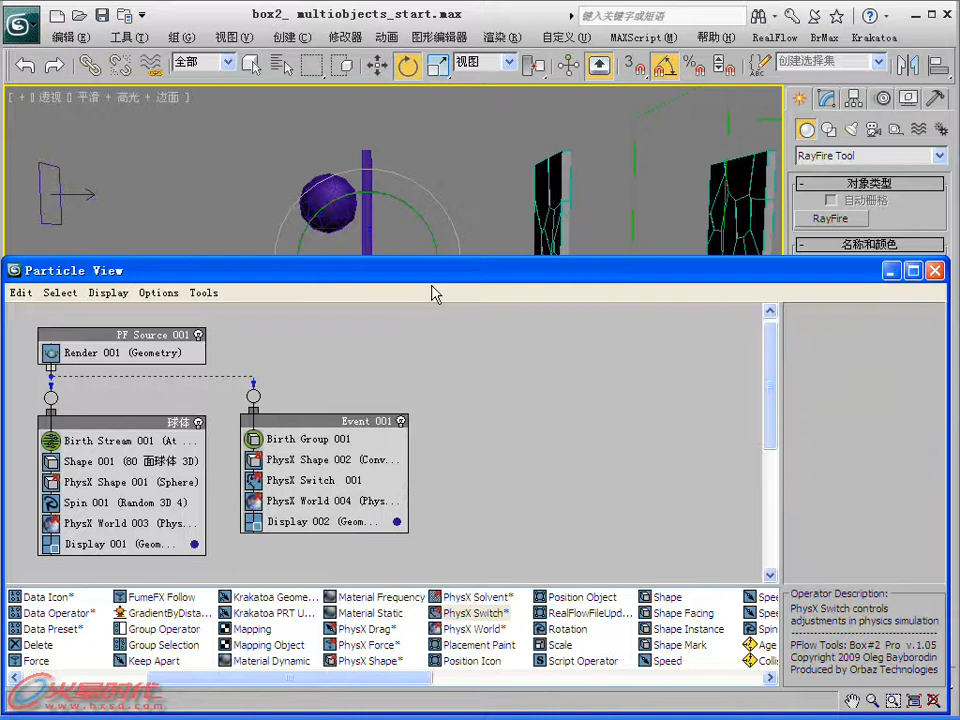 box2_ multiobjects_start.max
键入关键字或短语
编辑(E) 工具(T) 组(G) 视图(V) 创建(C) 修改器 动画 图形编辑器 渲染(R) 自定义(U) MAXScript(M) 帮助(H) RealFlow BrMax Krakatoa
全部
视图
3
创建选择集
[ + [] 透视 [] 平滑 + 高光 + 边面 ]
RayFire Tool
- 对象类型
自动栅格
RayFire
- 名称和颜色
Particle View
Edit Select Display Options Tools
PF Source 001
Render 001 (Geometry)
球体
Birth Stream 001 (At ...
Shape 001 (80 面球体 3D)
PhysX Shape 001 (Sphere)
Spin 001 (Random 3D 4)
PhysX World 003 (Phys...
Display 001 (Geom...
Event 001
Birth Group 001
PhysX Shape 002 (Conv...
PhysX Switch 001
PhysX World 004 (Phys...
Display 002 (Geom...
Data Icon* FumeFX Follow Krakatoa Geome... Material Frequency PhysX Solvent* Position Object Shape Spee
Data Operator* GradientByDista... Krakatoa PRT U... Material Static PhysX Switch* RealFlowFileUpd... Shape Facing Spee
Data Preset* Group Operator Mapping PhysX Drag* PhysX World* Rotation Shape Instance Spin
Delete Group Selection Mapping Object PhysX Force* Placement Paint Scale Shape Mark Age
Force Keep Apart Material Dynamic PhysX Shape* Position Icon Script Operator Speed Collis
Operator Description:
PhysX Switch controls
adjustments in physics simulation
PFlow Tools: Box#2 Pro v.1.05
Copyright 2009 Oleg Bayborodin
Produced by Orbaz Technologies
火星时代
www.hxsd.com